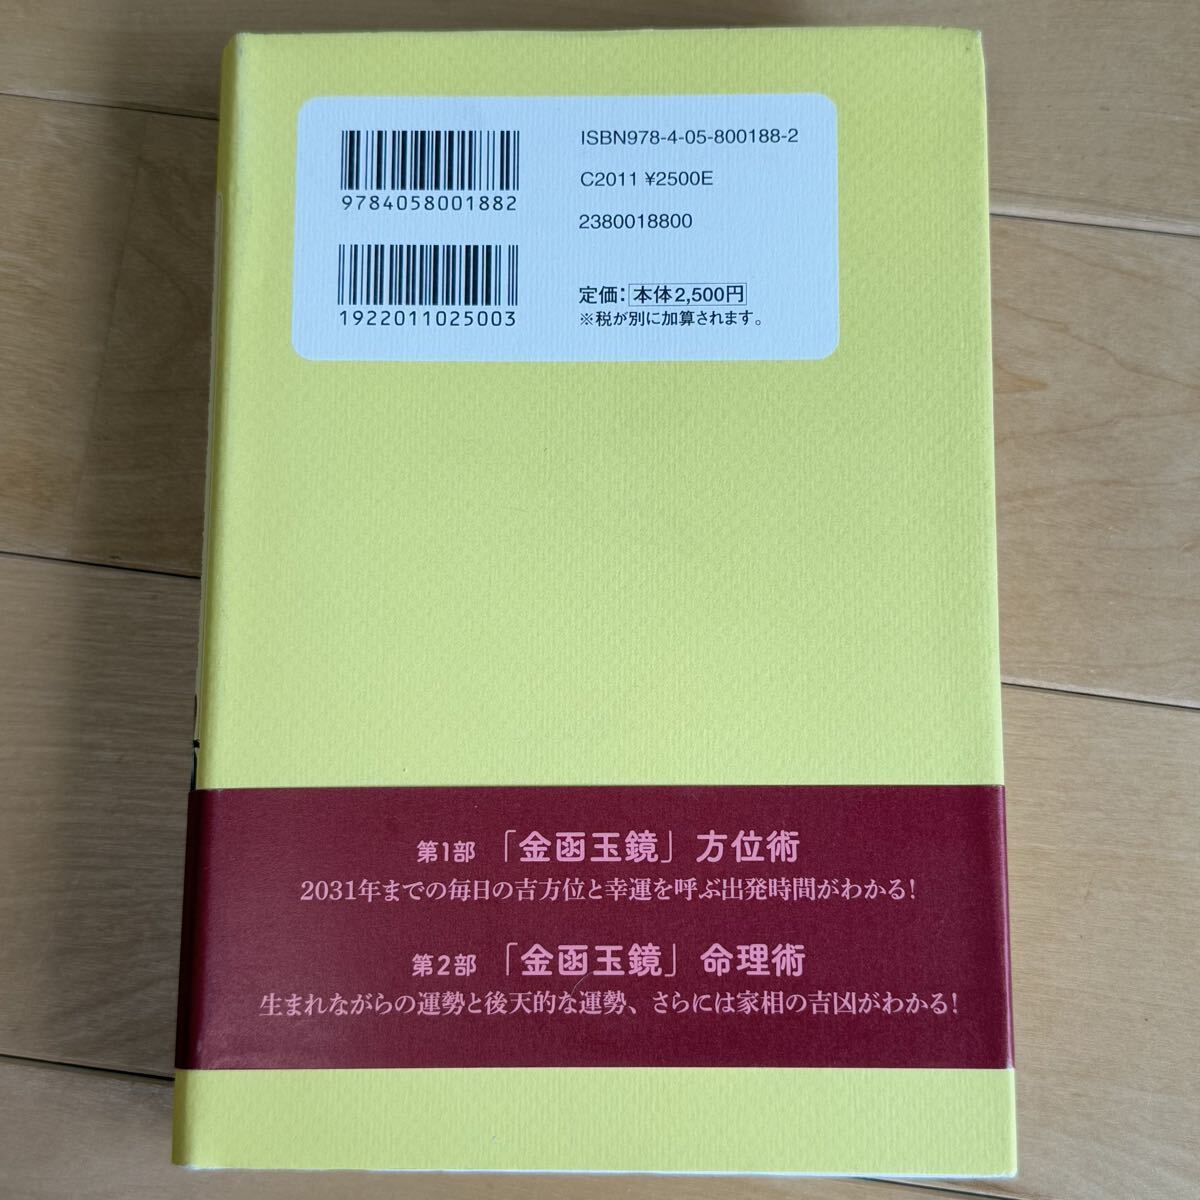 ISBN978-4-05-800188-2
9784058001882
C2011 ¥2500E
2380018800
1922011025003
定価：本体2,500円
※税が別に加算されます。
第1部 「金函玉鏡」方位術
2031年までの毎日の吉方位と幸運を呼ぶ出発時間がわかる！
第2部 「金函玉鏡」命理術
生まれながらの運勢と後天的な運勢、さらには家相の吉凶がわかる！